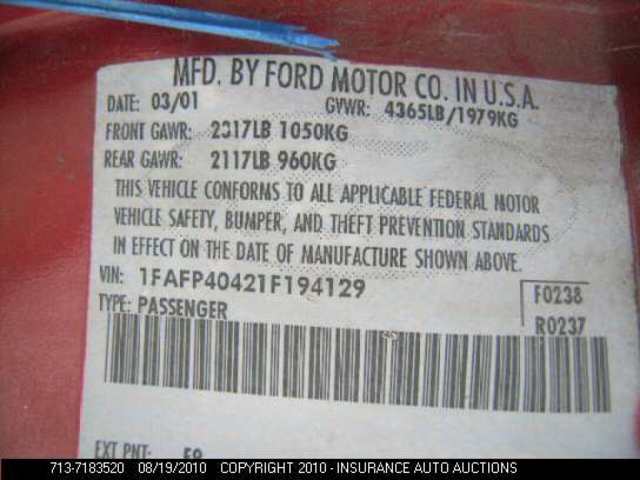 MFD. BY FORD MOTOR CO. IN U.S.A.
DATE: 03/01 GVWR: 4365LB/1979KG
FRONT GAWR: 2317LB 1050KG
REAR GAWR: 2117LB 960KG
THIS VEHICLE CONFORMS TO ALL APPLICABLE FEDERAL MOTOR
VEHICLE SAFETY, BUMPER, AND THEFT PREVENTION STANDARDS
IN EFFECT ON THE DATE OF MANUFACTURE SHOWN ABOVE.
VIN: 1FAFP40421F194129
F0238
TYPE: PASSENGER
R0237
EXT PNT:
713-7183520 08/19/2010 COPYRIGHT 2010 - INSURANCE AUTO AUCTIONS